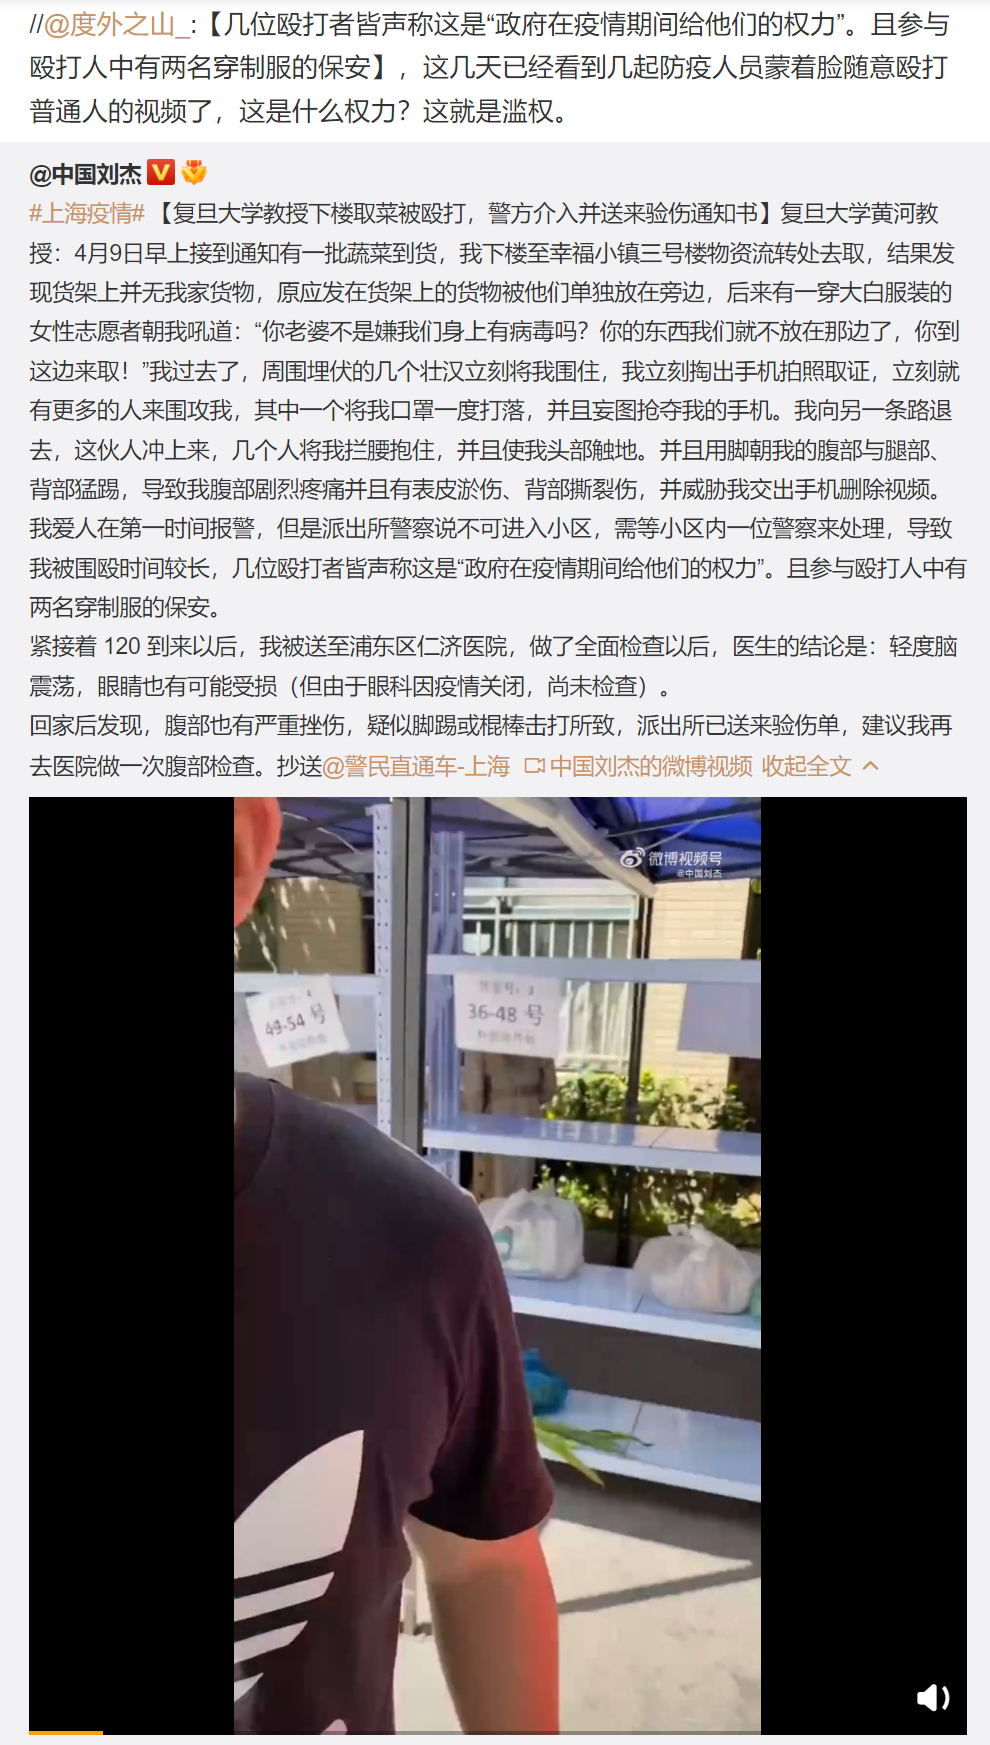 //@度外之山_:【几位殴打者皆声称这是“政府在疫情期间给他们的权力”。且参与
殴打人中有两名穿制服的保安】，这几天已经看到几起防疫人员蒙着脸随意殴打
普通人的视频了，这是什么权力？这就是滥权。
@中国刘杰
#上海疫情#【复旦大学教授下楼取菜被殴打，警方介入并送来验伤通知书】复旦大学黄河教
授：4月9日早上接到通知有一批蔬菜到货，我下楼至幸福小镇三号楼物资流转处去取，结果发
现货架上并无我家货物，原应发在货架上的货物被他们单独放在旁边，后来有一穿大白服装的
女性志愿者朝我吼道：“你老婆不是嫌我们身上有病毒吗？你的东西我们就不放在那边了，你到
这边来取！”我过去了，周围埋伏的几个壮汉立刻将我围住，我立刻掏出手机拍照取证，立刻就
有更多的人来围攻我，其中一个将我口罩一度打落，并且妄图抢夺我的手机。我向另一条路退
去，这伙人冲上来，几个人将我拦腰抱住，并且使我头部触地。并且用脚朝我的腹部与腿部、
背部猛踢，导致我腹部剧烈疼痛并且有表皮淤伤、背部撕裂伤，并威胁我交出手机删除视频。
我爱人在第一时间报警，但是派出所警察说不可进入小区，需等小区内一位警察来处理，导致
我被围殴时间较长，几位殴打者皆声称这是“政府在疫情期间给他们的权力”。且参与殴打人中有
两名穿制服的保安。
紧接着 120 到来以后，我被送至浦东区仁济医院，做了全面检查以后，医生的结论是：轻度脑
震荡，眼睛也有可能受损（但由于眼科因疫情关闭，尚未检查）。
回家后发现，腹部也有严重挫伤，疑似脚踢或棍棒击打所致，派出所已送来验伤单，建议我再
去医院做一次腹部检查。抄送@警民直通车-上海 中国刘杰的微博视频 收起全文
微博视频号
@中国刘杰
49-54 号
36-48 号